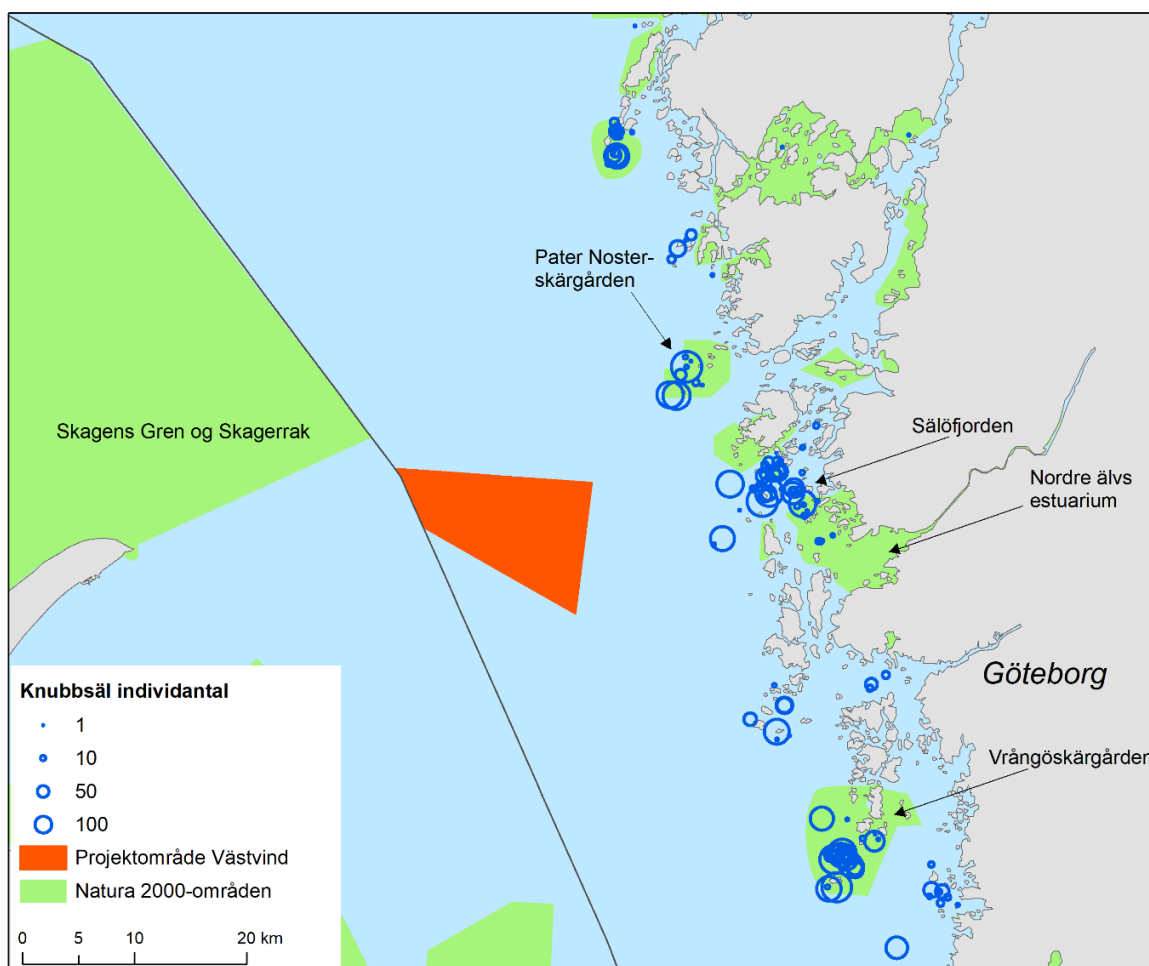 Pater Noster-
skärgården
Skagens Gren og Skagerrak
Sälöfjorden
Nordre älvs
estuarium
Göteborg
Vrångöskärgården
Knubbsäl individantal
1
10
50
100
Projektområde Västvind
Natura 2000-områden
0 5 10 20 km